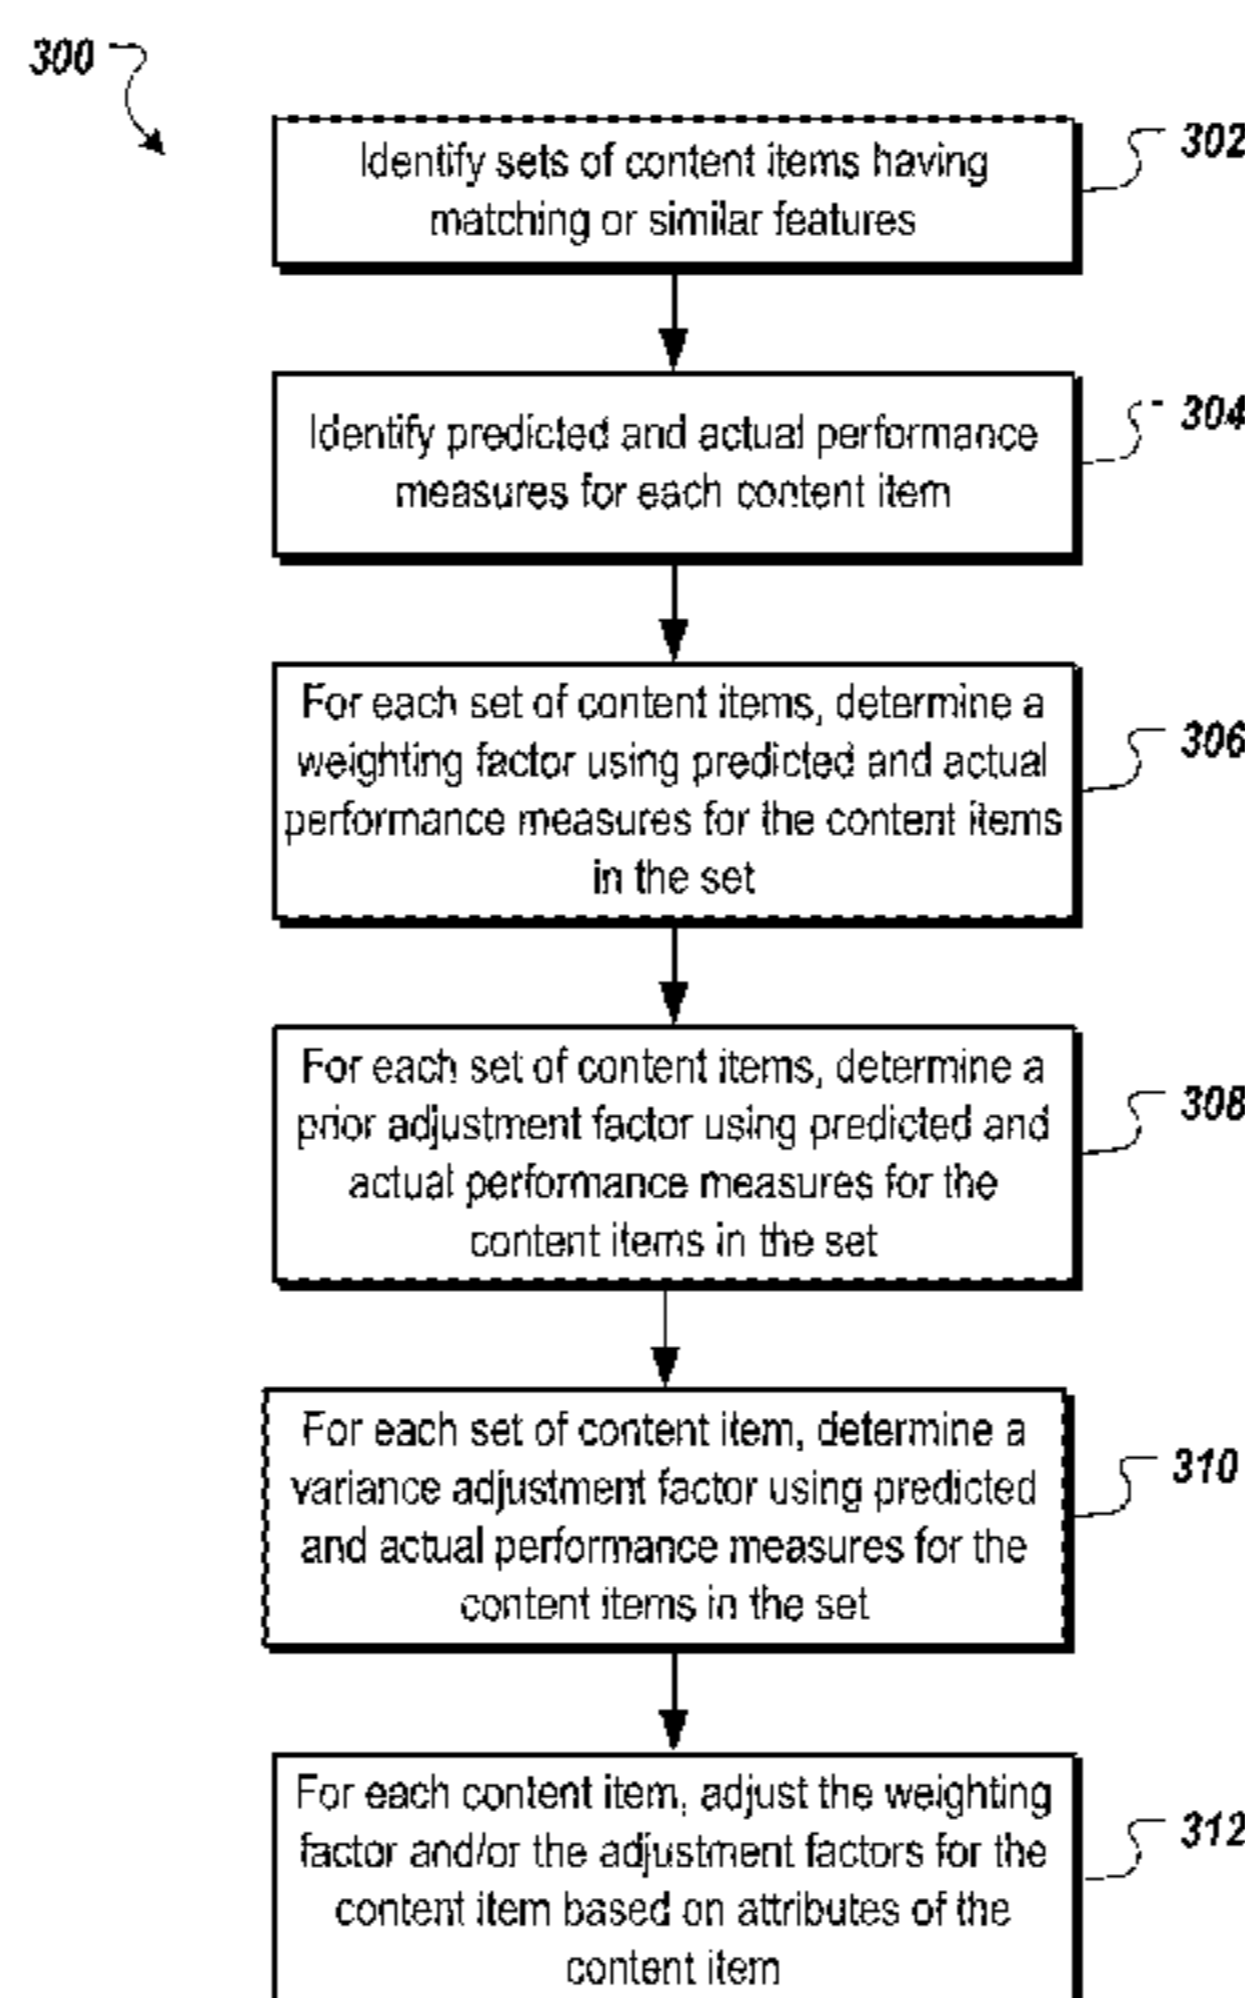 300
Identify sets of content items having
matching or similar features
302
Identify predicted and actual performance
measures for each content item
304
For each set of content items, determine a
weighting factor using predicted and actual
performance measures for the content items
in the set
306
For each set of content items, determine a
prior adjustment factor using predicted and
actual performance measures for the
content items in the set
308
For each set of content item, determine a
variance adjustment factor using predicted
and actual performance measures for the
content items in the set
310
For each content item, adjust the weighting
factor and/or the adjustment factors for the
content item based on attributes of the
content item
312